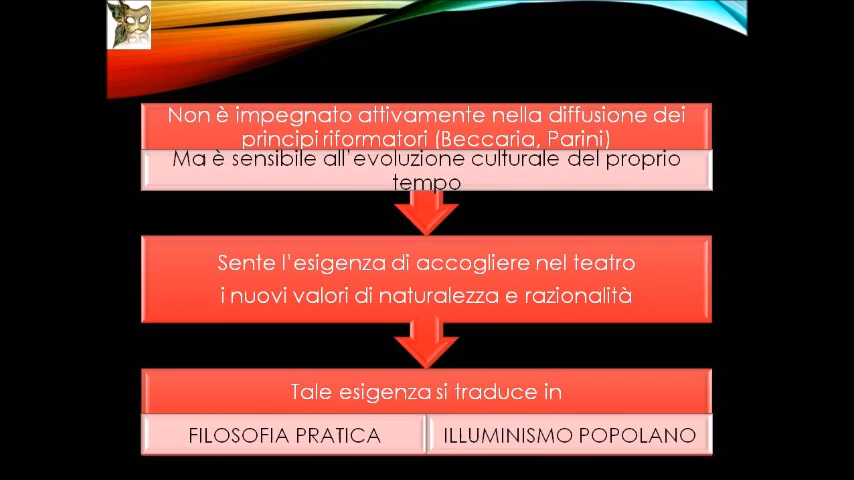 Non è impegnato attivamente nella diffusione dei
principi riformatori (Beccaria, Parini)
Ma è sensibile all'evoluzione culturale del proprio
tempo
Sente l'esigenza di accogliere nel teatro
i nuovi valori di naturalezza e razionalità
Tale esigenza si traduce in
FILOSOFIA PRATICA
ILLUMINISMO POPOLANO